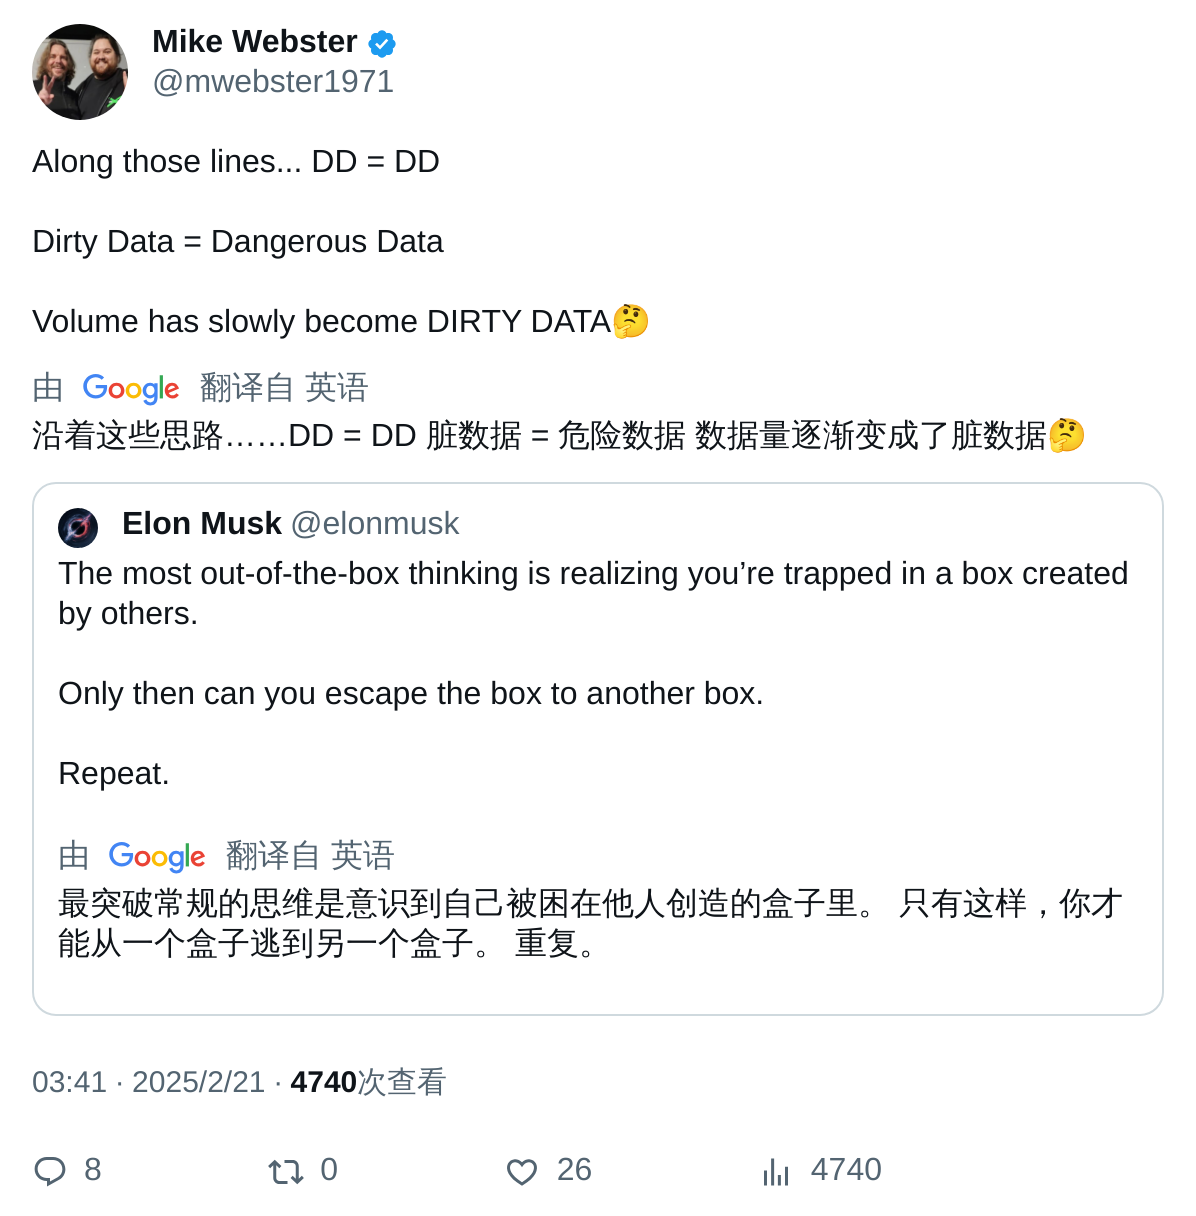 Mike Webster
@mwebster1971
Along those lines... DD = DD
Dirty Data = Dangerous Data
Volume has slowly become DIRTY DATA🤔
由 Google 翻译自 英语
沿着这些思路……DD = DD 脏数据 = 危险数据 数据量逐渐变成了脏数据🤔
Elon Musk @elonmusk
The most out-of-the-box thinking is realizing you’re trapped in a box created
by others.
Only then can you escape the box to another box.
Repeat.
由 Google 翻译自 英语
最突破常规的思维是意识到自己被困在他人创造的盒子里。 只有这样，你才
能从一个盒子逃到另一个盒子。 重复。
03:41 · 2025/2/21 · 4740次查看
8 0 26 4740